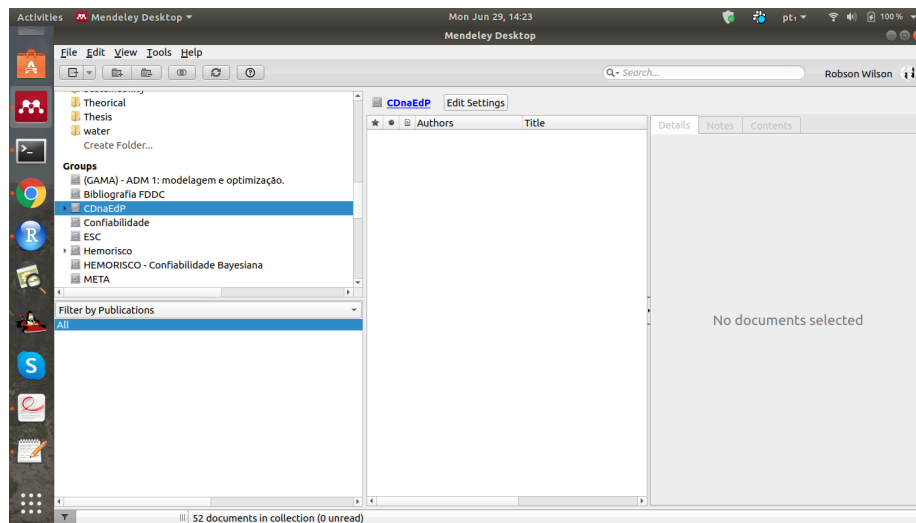 Activities Mendeley Desktop Mon Jun 29, 14:23 pt₁ 100 %
Mendeley Desktop
File Edit View Tools Help
Search... Robson Wilson
Theorical
Thesis
water
Create Folder...
Groups
(GAMA) - ADM 1: modelagem e optimização.
Bibliografia FDDC
CDnaEdP
Confiabilidade
ESC
Hemorisco
HEMORISCO - Confiabilidade Bayesiana
META
Filter by Publications
All
CDnaEdP Edit Settings
Authors Title
Details Notes Contents
No documents selected
52 documents in collection (0 unread)